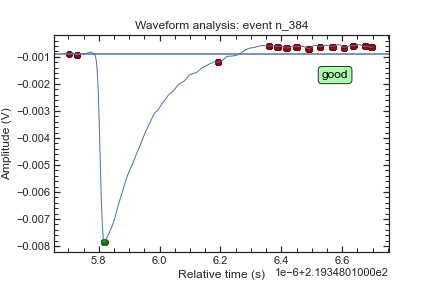 Waveform analysis: event n_384
Amplitude (V)
−0.001
−0.002
−0.003
−0.004
−0.005
−0.006
−0.007
−0.008
good
5.8 6.0 6.2 6.4 6.6
Relative time (s)
1e−6+2.1934801000e2